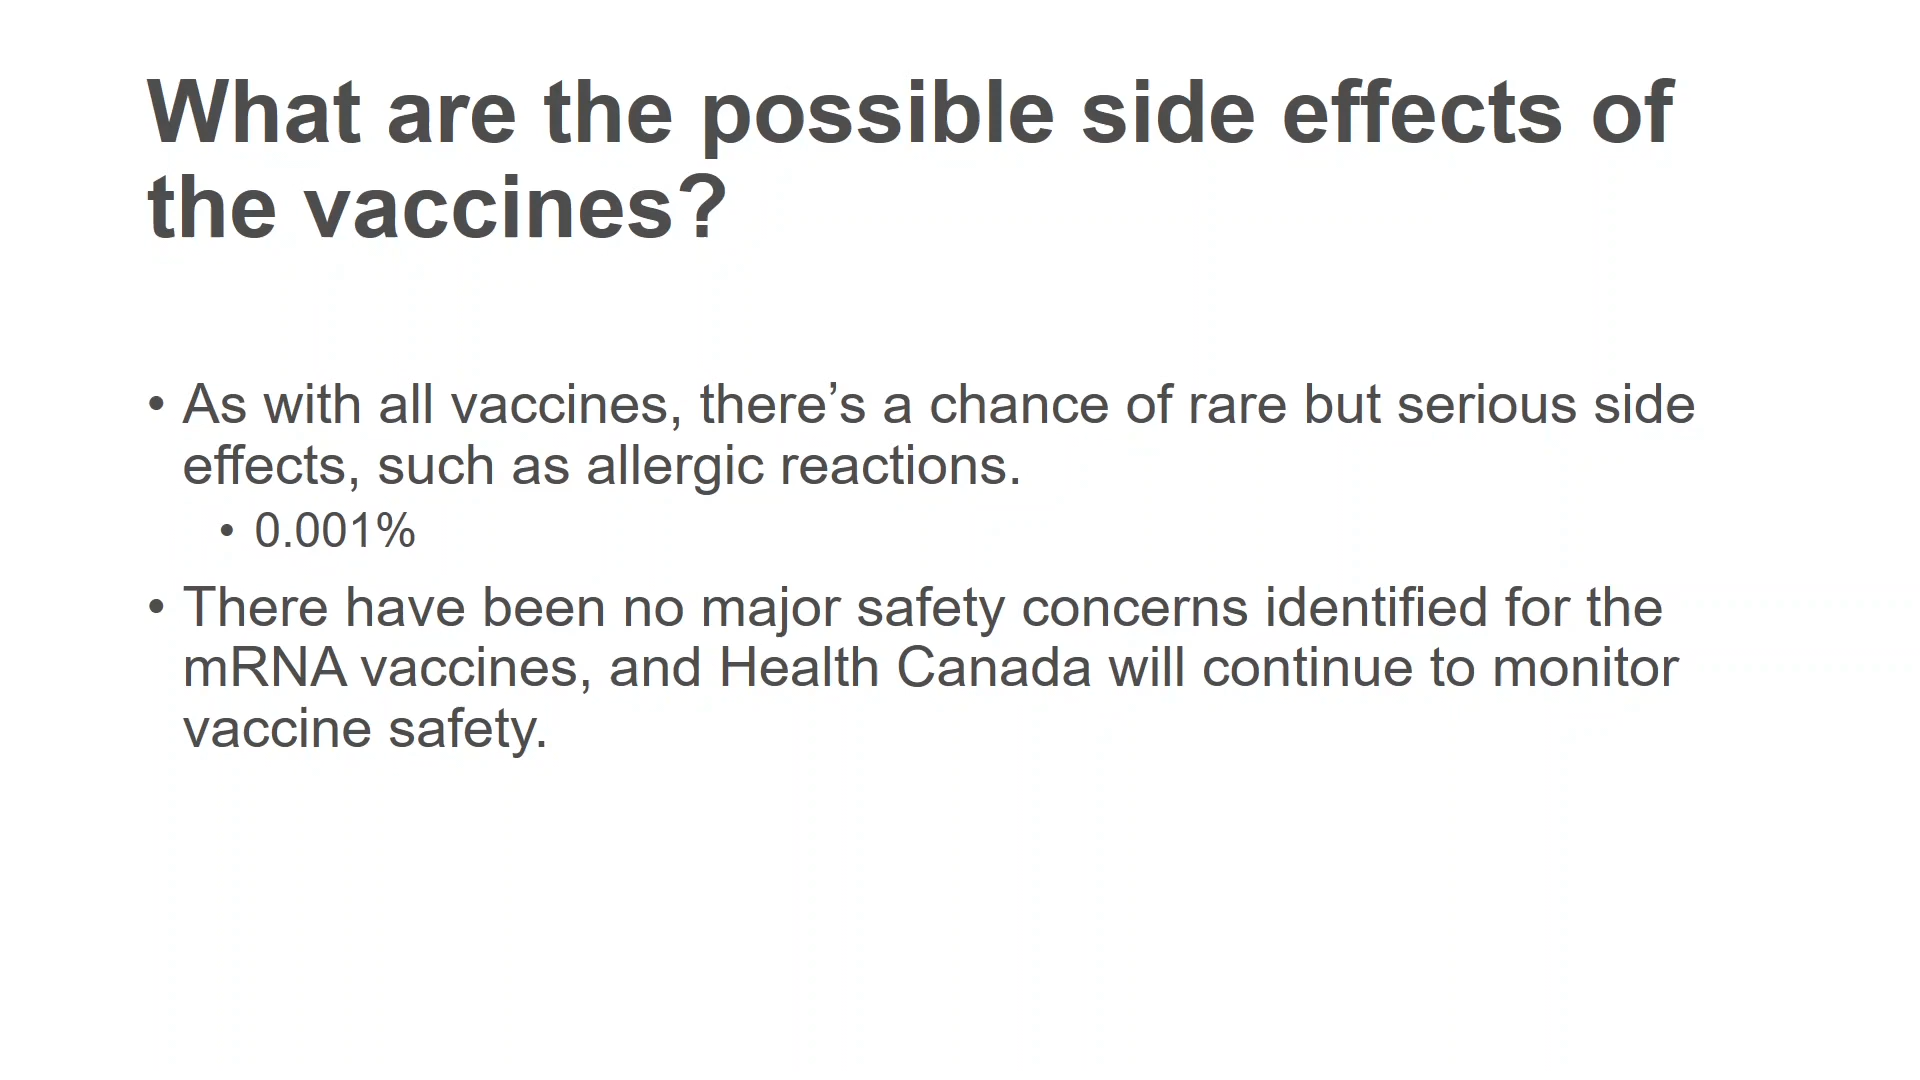 What are the possible side effects of
the vaccines?
• As with all vaccines, there’s a chance of rare but serious side
effects, such as allergic reactions.
• 0.001%
• There have been no major safety concerns identified for the
mRNA vaccines, and Health Canada will continue to monitor
vaccine safety.